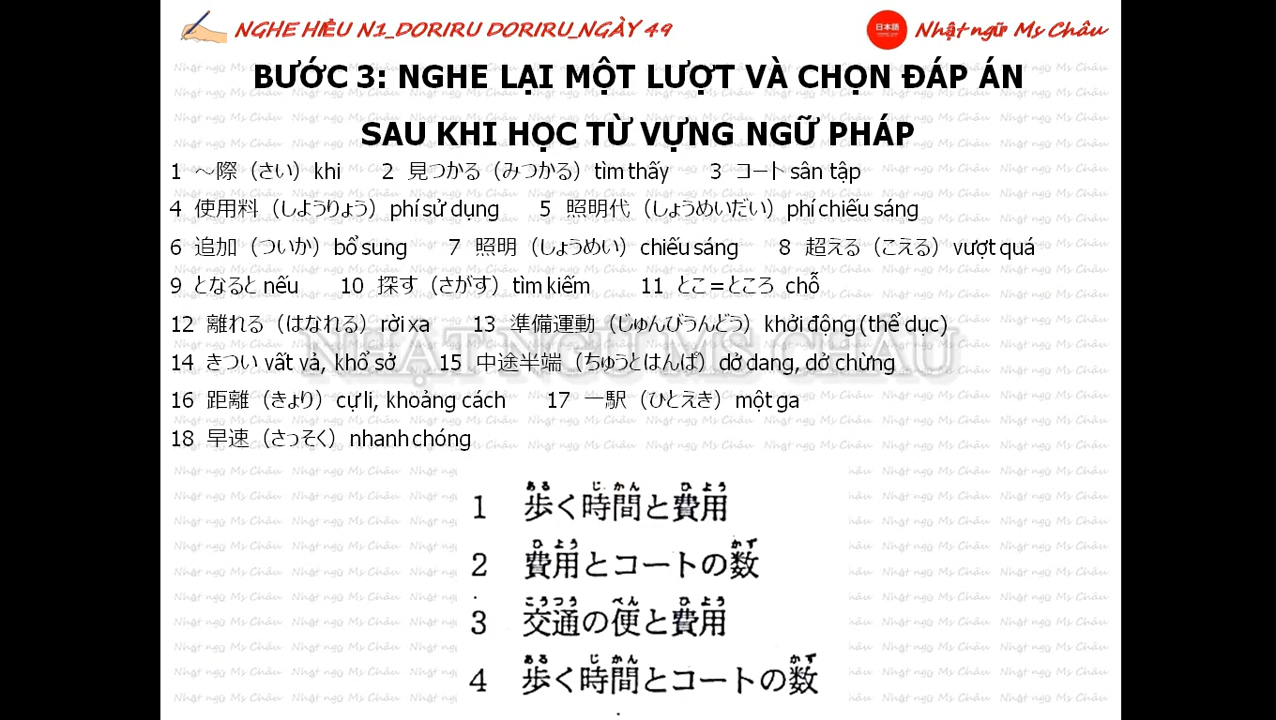 NGHE HIỂU N1_DORIRU DORIRU_NGÀY 49
日本語
Nhật ngữ Ms Châu
BƯỚC 3: NGHE LẠI MỘT LƯỢT VÀ CHỌN ĐÁP ÁN
SAU KHI HỌC TỪ VỰNG NGỮ PHÁP
1 ～際（さい）khi 2 見つかる（みつかる）tìm thấy 3 コート sân tập
4 使用料（しようりょう）phí sử dụng 5 照明代（しょうめいだい）phí chiếu sáng
6 追加（ついか）bổ sung 7 照明（しょうめい）chiếu sáng 8 超える（こえる）vượt quá
9 となると nếu 10 探す（さがす）tìm kiếm 11 とこ＝ところ chỗ
12 離れる（はなれる）rời xa 13 準備運動（じゅんびうんどう）khởi động (thể dục)
14 きつい vất vả, khổ sở 15 中途半端（ちゅうとはんぱ）dở dang, dở chừng
16 距離（きょり）cự li, khoảng cách 17 一駅（ひとえき）một ga
18 早速（さっそく）nhanh chóng
NHẬT NGỮ MS CHÂU
1 歩く時間と費用
2 費用とコートの数
3 交通の便と費用
4 歩く時間とコートの数